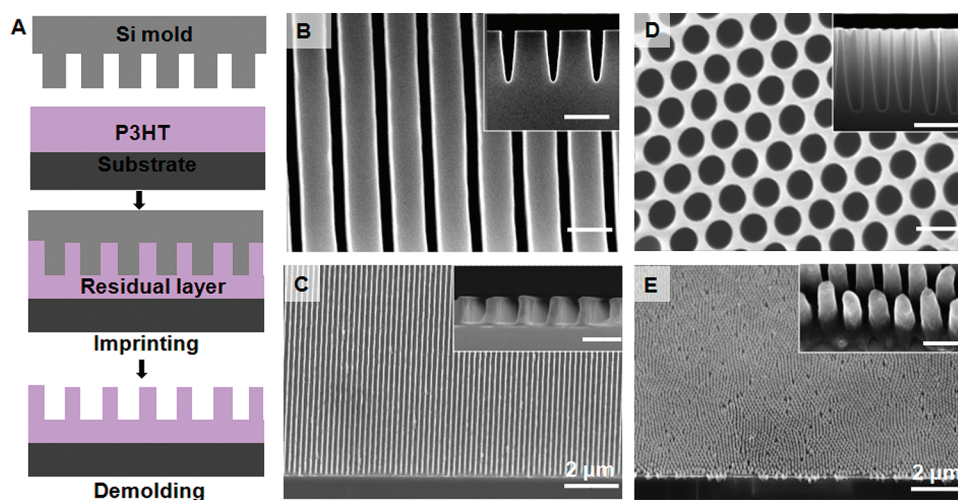 A
Si mold
P3HT
Substrate
Residual layer
Imprinting
Demolding
B
C
2 μm
D
E
2 μm